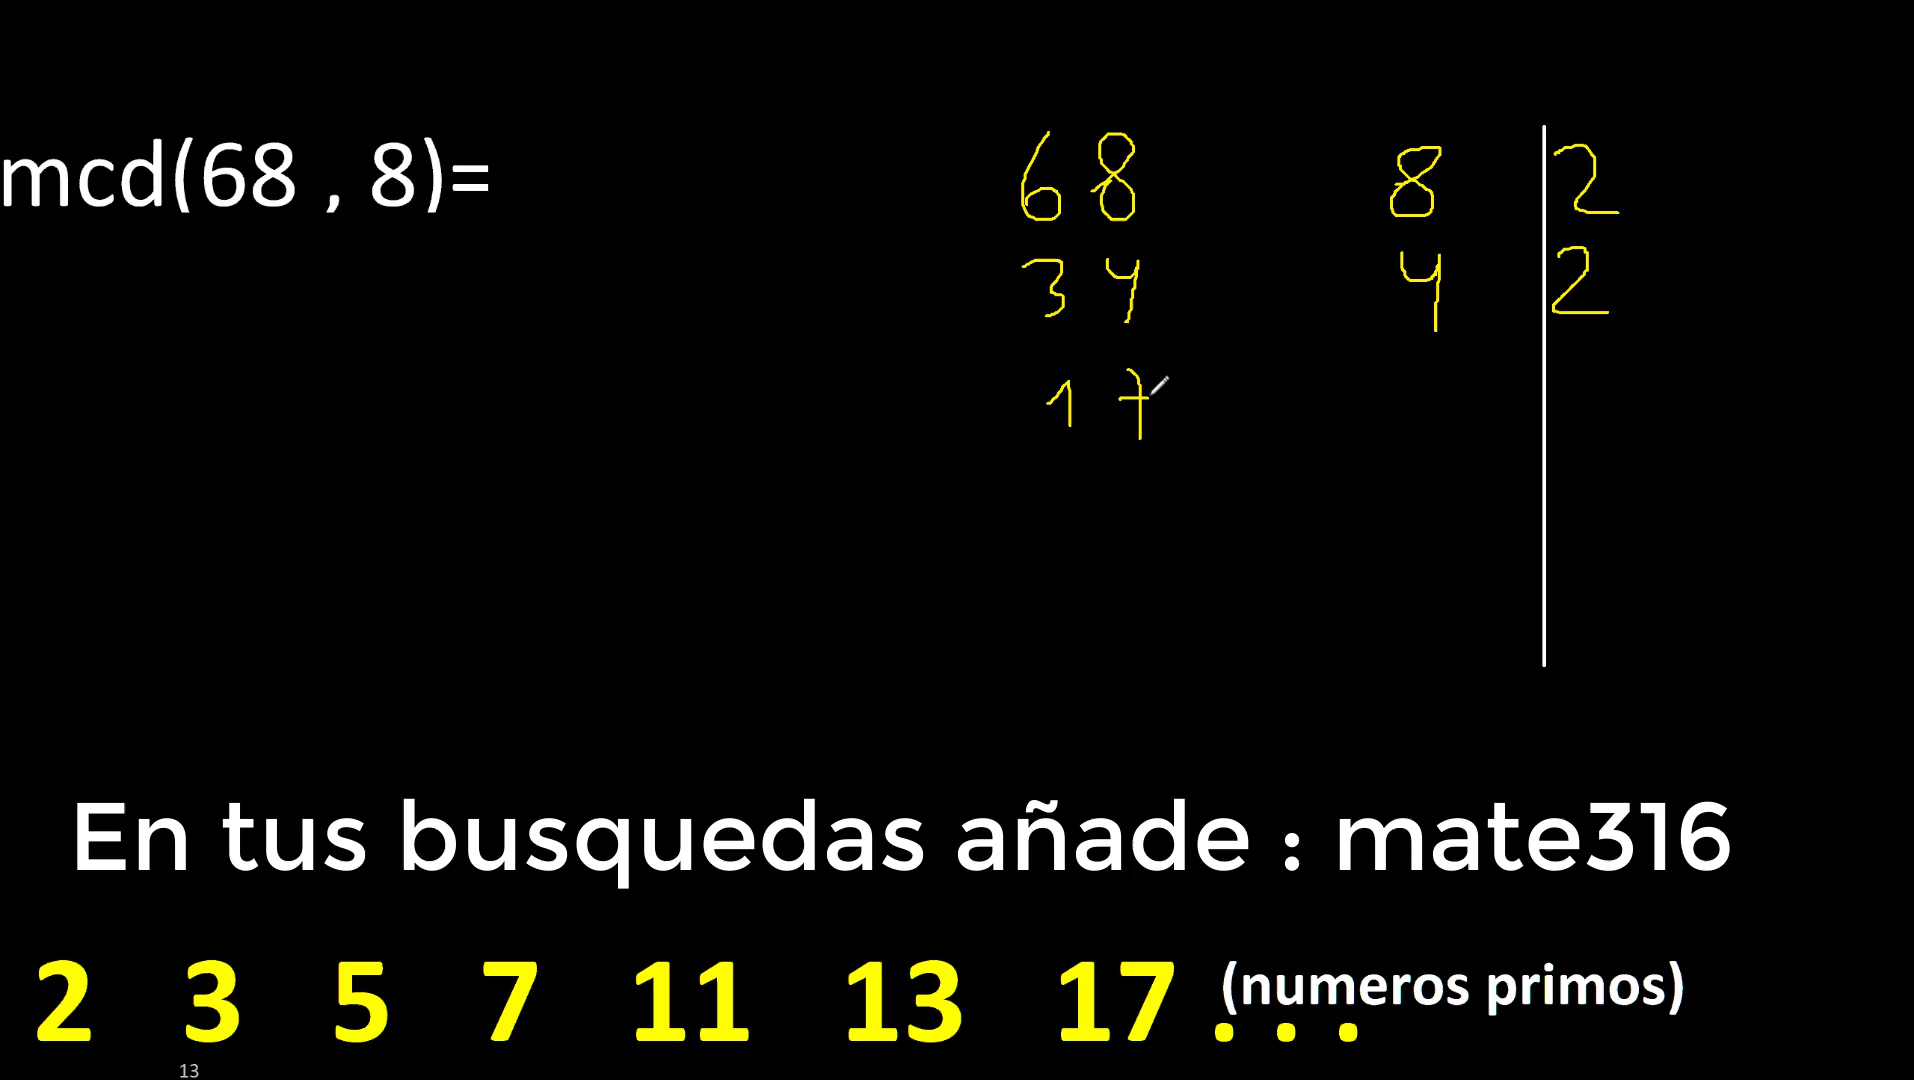 mcd(68 , 8)=
68 8 2
34 4 2
17
En tus busquedas añade : mate316
2 3 5 7 11 13 17 . . . (numeros primos)
13